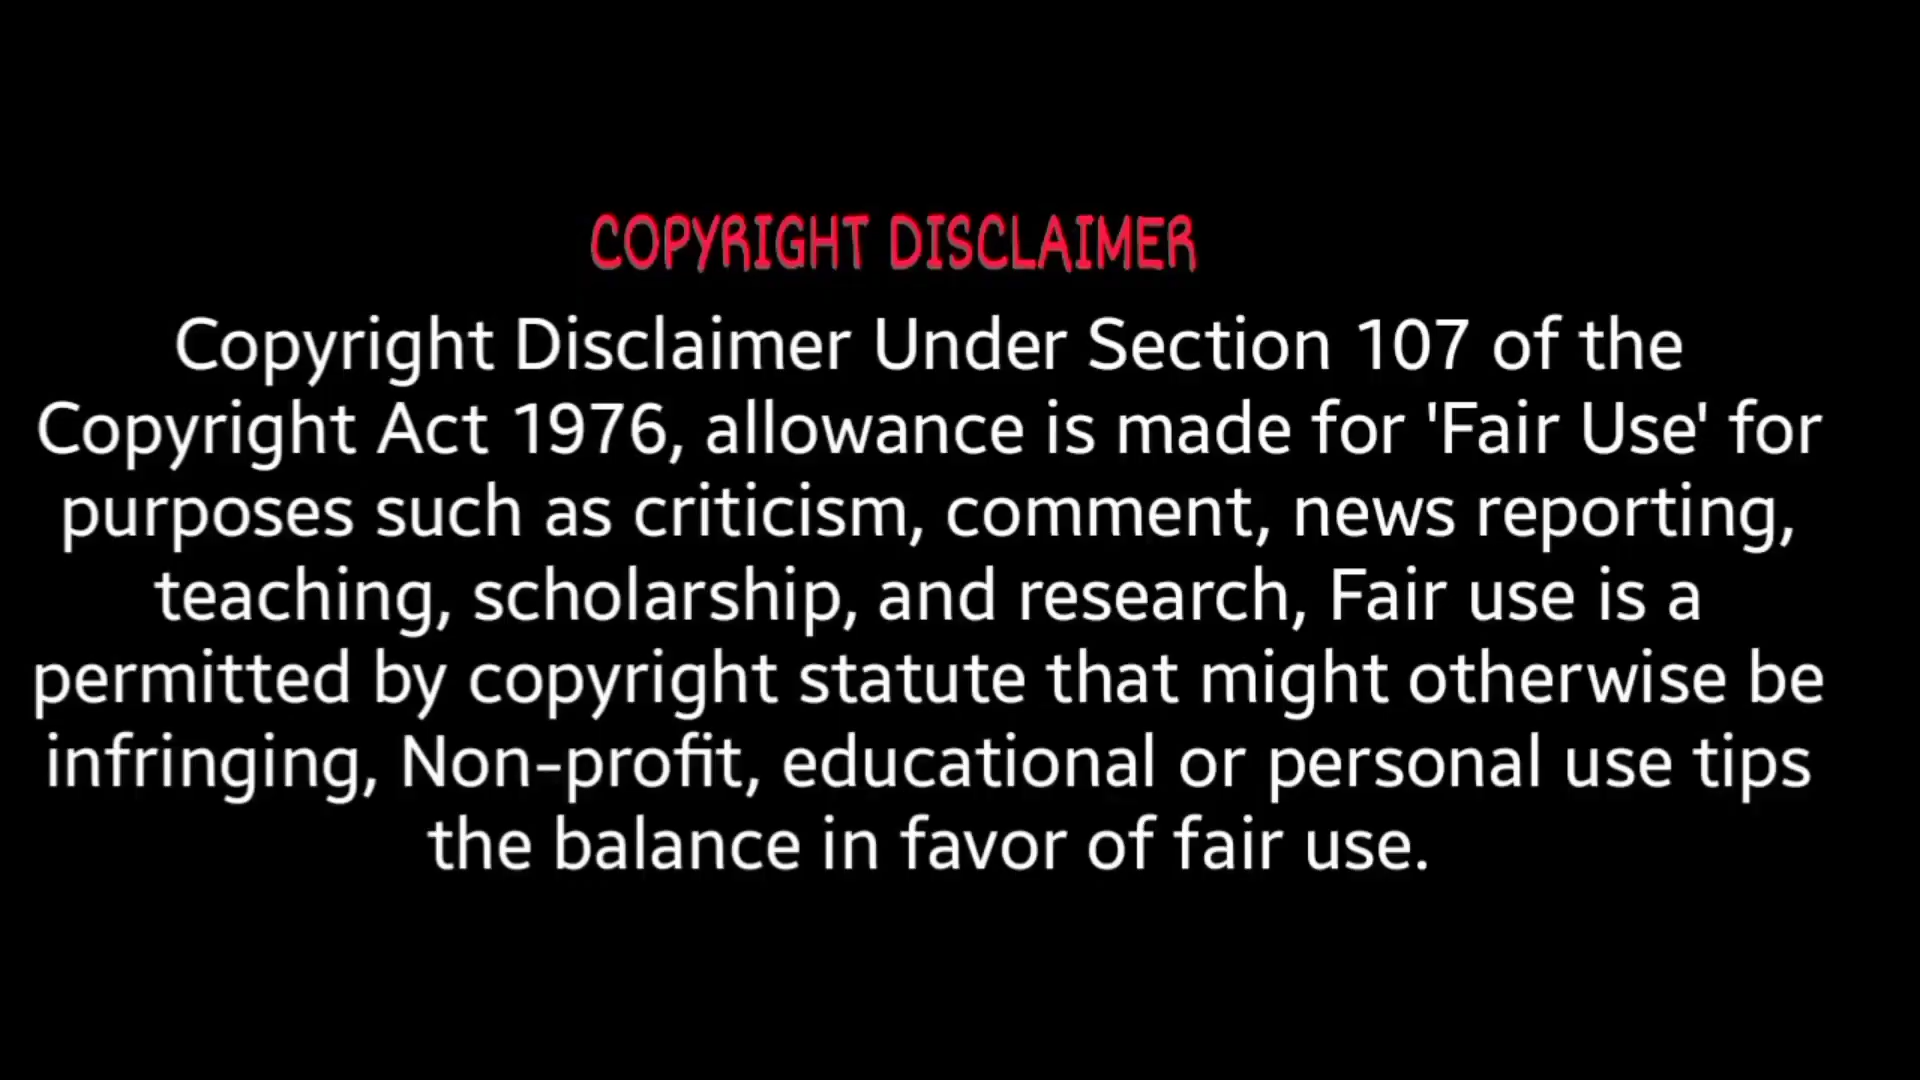 COPYRIGHT DISCLAIMER
Copyright Disclaimer Under Section 107 of the
Copyright Act 1976, allowance is made for 'Fair Use' for
purposes such as criticism, comment, news reporting,
teaching, scholarship, and research, Fair use is a
permitted by copyright statute that might otherwise be
infringing, Non-profit, educational or personal use tips
the balance in favor of fair use.